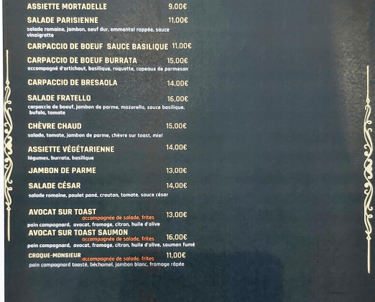 ASSIETTE MORTADELLE 9.00€
SALADE PARISIENNE 11.00€
salade romaine, jambon, oeuf dur, emmental rappée, sauce
vinaigrette
CARPACCIO DE BOEUF SAUCE BASILIQUE 11.00€
CARPACCIO DE BOEUF BURRATA 15.00€
accompagné d'artichaut, basilique, roquette, copeaux de parmesan
CARPACCIO DE BRESAOLA 14.00€
SALADE FRATELLO 16.00€
carpaccio de boeuf, jambon de parme, mozarella, sauce basilique,
bufala, tomate
CHÈVRE CHAUD 15.00€
salade, tomate, jambon de parme, chèvre sur toast, miel
ASSIETTE VÉGÉTARIENNE 14.00€
légumes, burrata, basilique
JAMBON DE PARME 13.00€
SALADE CÉSAR 14.00€
salade romaine, poulet pané, crouton, tomate, sauce césar
AVOCAT SUR TOAST 13.00€
accompagnée de salade, frites
pain campagnard, avocat, fromage, citron, huile d'olive
AVOCAT SUR TOAST SAUMON 16.00€
accompagnée de salade, frites
pain campagnard, avocat, fromage, citron, huile d'olive, saumon fumé
CROQUE-MONSIEUR 11.00€
accompagnée de salade, frites
pain campagnard toasté, béchamel, jambon blanc, fromage râpée